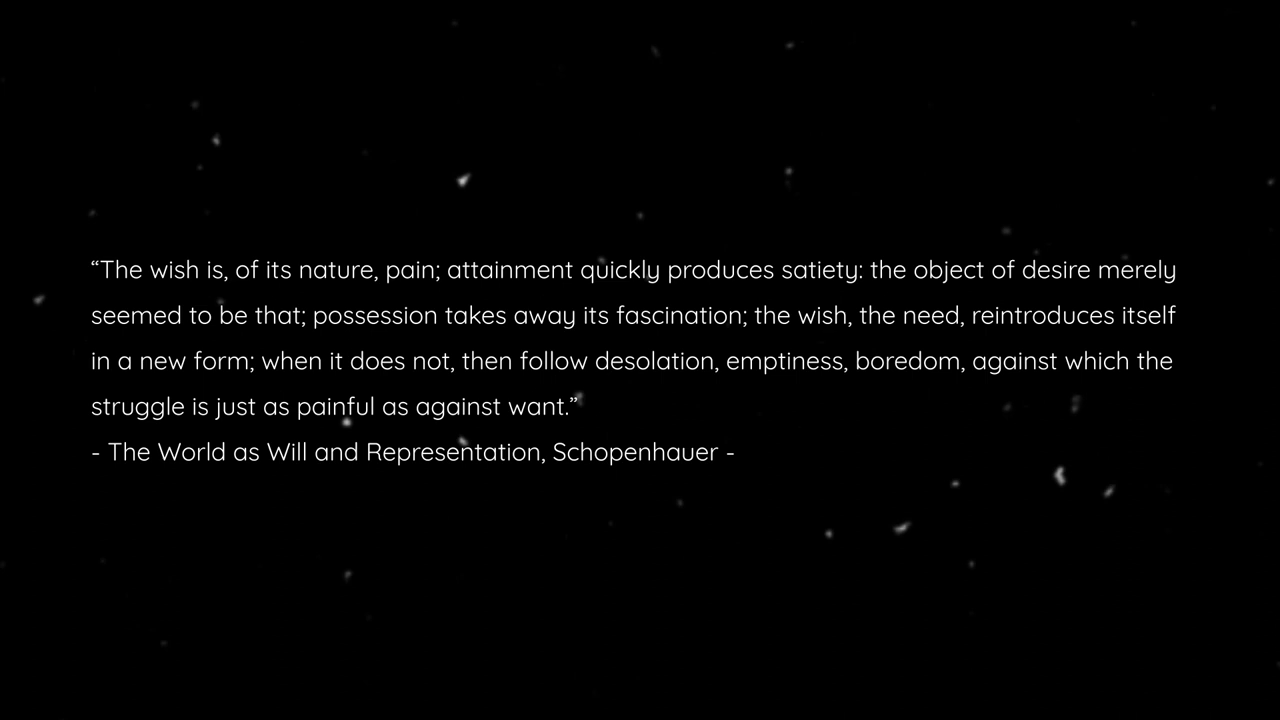 “The wish is, of its nature, pain; attainment quickly produces satiety: the object of desire merely
seemed to be that; possession takes away its fascination; the wish, the need, reintroduces itself
in a new form; when it does not, then follow desolation, emptiness, boredom, against which the
struggle is just as painful as against want.”
- The World as Will and Representation, Schopenhauer -